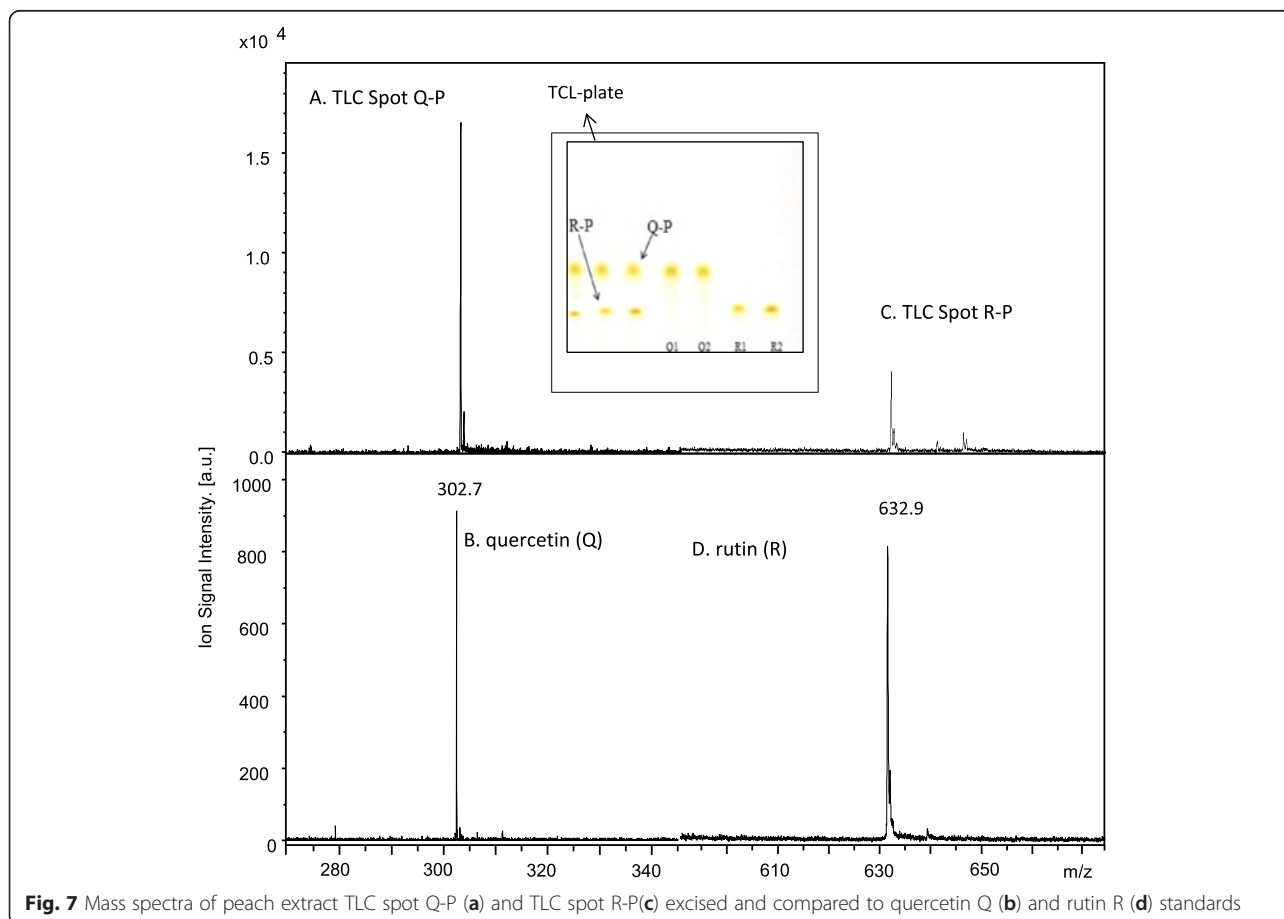 x10 4
A. TLC Spot Q-P
TCL-plate
1.5
R-P
Q-P
1.0
C. TLC Spot R-P
0.5
Q1 Q2 R1 R2
0.0
Ion Signal Intensity. [a.u.]
1000
302.7
632.9
B. quercetin (Q)
D. rutin (R)
800
600
400
200
0
280 300 320 340 610 630 650 m/z
Fig. 7 Mass spectra of peach extract TLC spot Q-P (a) and TLC spot R-P(c) excised and compared to quercetin Q (b) and rutin R (d) standards